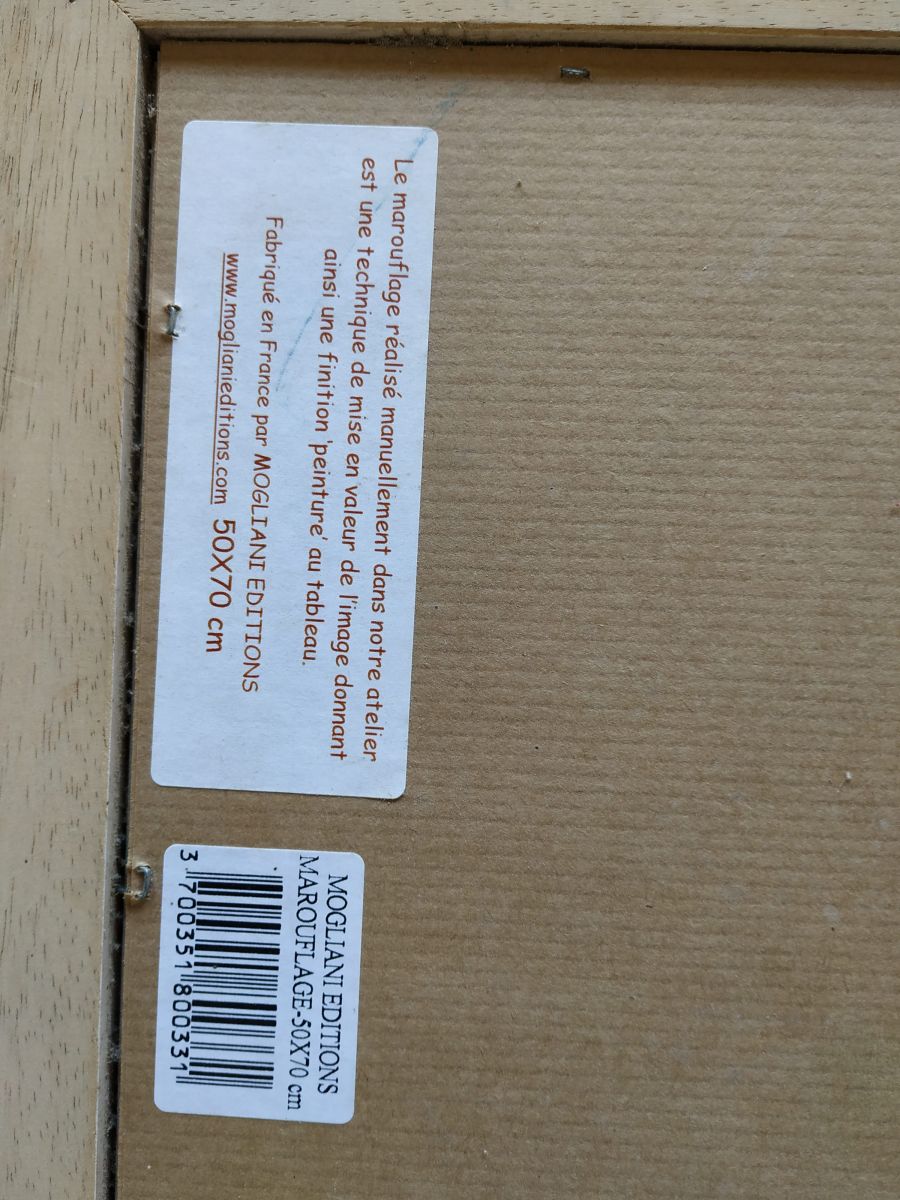 Le marouflage réalisé manuellement dans notre atelier
est une technique de mise en valeur de l'image donnant
ainsi une finition 'peinture' au tableau.
Fabriqué en France par MOGLIANI EDITIONS
www.moglianieditions.com 50X70 cm
MOGLIANI EDITIONS
MAROUFLAGE-50X70 cm
3 700351 800331